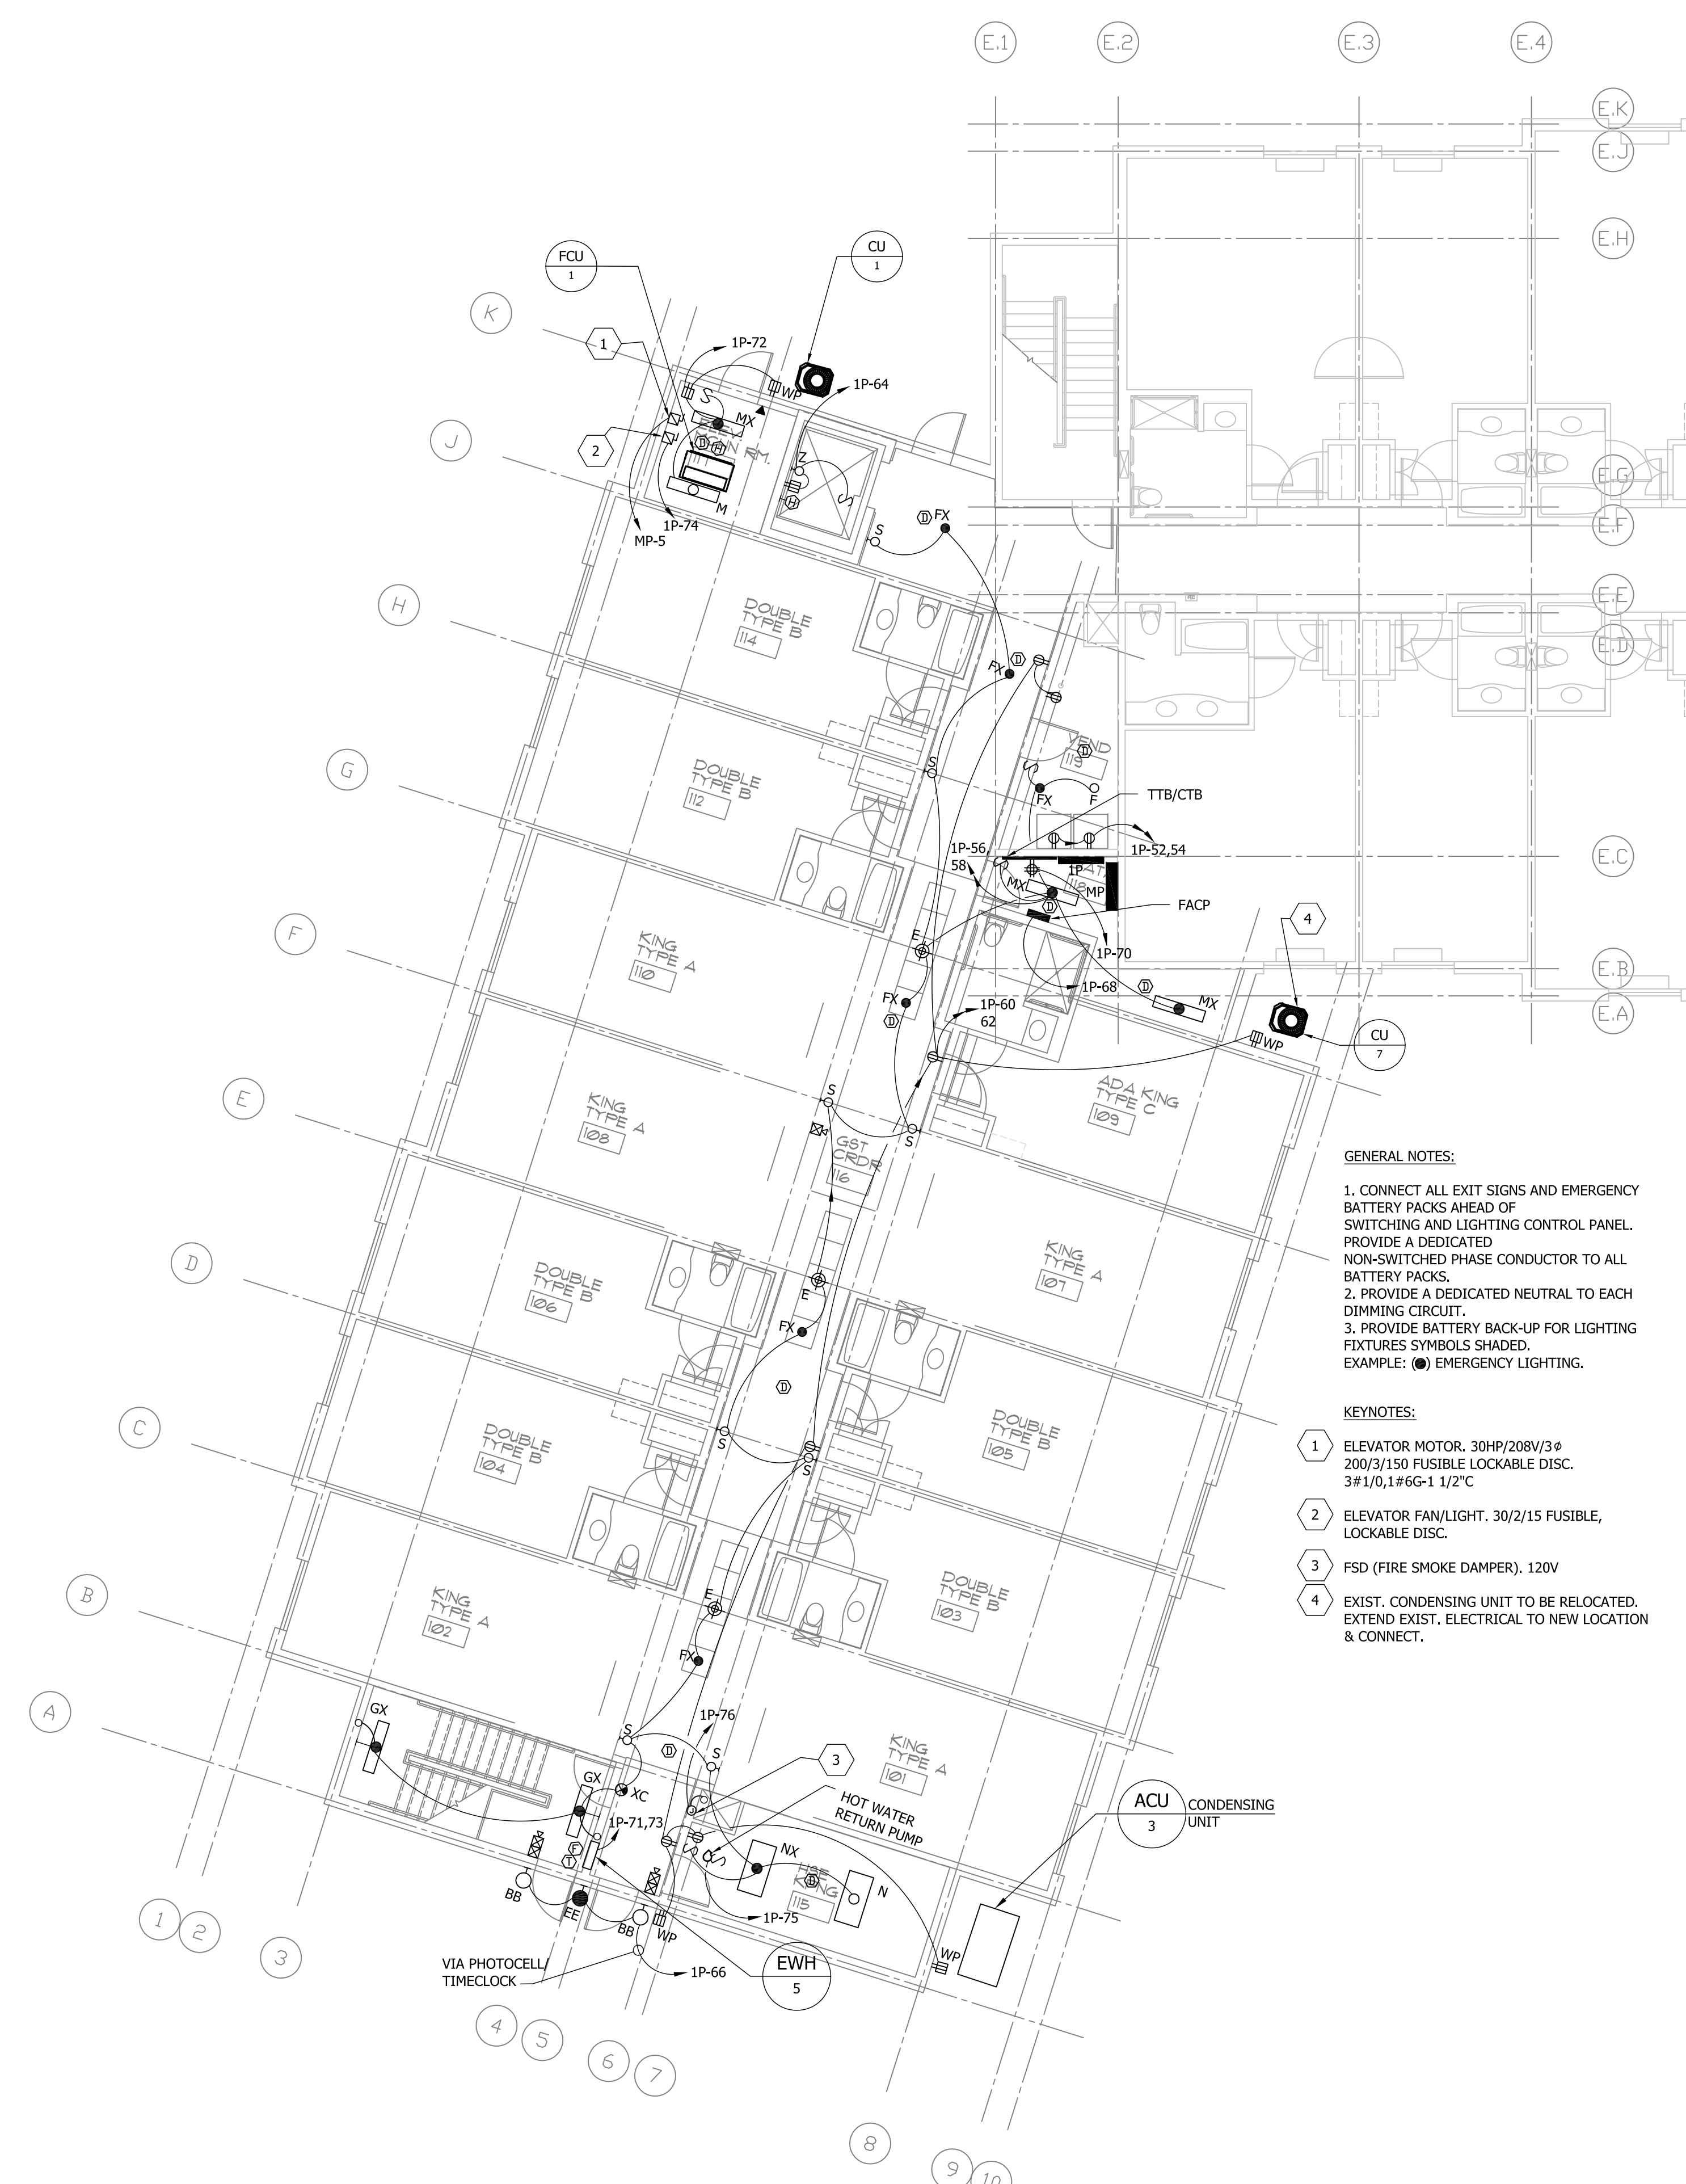 E.1
E.2
E.3
E.4
E.K
E.J
E.H
E.G
E.F
E.E
E.D
E.C
E.B
E.A
FCU
1
CU
1
K
1
1P-72
WP
1P-64
MX
J
2
D
H
Z
H
M
1P-74
MP-5
S
D
FX
H
DOUBLE
TYPE B
114
FX
D
G
DOUBLE
TYPE B
112
S
VEND
119
D
FX
F
TTB/CTB
1P-56,
58
1P-52,54
1P
MX
MP
118
D
FACP
F
KING
TYPE A
110
E
1P-70
4
1P-68
D
MX
FX
D
1P-60
62
WP
CU
7
E
KING
TYPE A
108
S
S
ADA KING
TYPE C
109
GST
CRDR
116
GENERAL NOTES:
1. CONNECT ALL EXIT SIGNS AND EMERGENCY
BATTERY PACKS AHEAD OF
SWITCHING AND LIGHTING CONTROL PANEL.
PROVIDE A DEDICATED
NON-SWITCHED PHASE CONDUCTOR TO ALL
BATTERY PACKS.
2. PROVIDE A DEDICATED NEUTRAL TO EACH
DIMMING CIRCUIT.
3. PROVIDE BATTERY BACK-UP FOR LIGHTING
FIXTURES SYMBOLS SHADED.
EXAMPLE: ( ) EMERGENCY LIGHTING.
D
DOUBLE
TYPE B
106
KING
TYPE A
107
E
FX
D
C
DOUBLE
TYPE B
104
S
S
DOUBLE
TYPE B
105
KEYNOTES:
1
ELEVATOR MOTOR. 30HP/208V/3ϕ
200/3/150 FUSIBLE LOCKABLE DISC.
3#1/0,1#6G-1 1/2"C
2
ELEVATOR FAN/LIGHT. 30/2/15 FUSIBLE,
LOCKABLE DISC.
3
FSD (FIRE SMOKE DAMPER). 120V
4
EXIST. CONDENSING UNIT TO BE RELOCATED.
EXTEND EXIST. ELECTRICAL TO NEW LOCATION
& CONNECT.
B
KING
TYPE A
102
E
FX
DOUBLE
TYPE B
103
A
GX
S
1P-76
D
S
3
KING
TYPE A
101
GX
XC
HOT WATER
RETURN PUMP
ACU
3
CONDENSING
UNIT
1P-71,73
F
T
NX
D
N
115
BB
EE
BB
WP
1P-75
WP
VIA PHOTOCELL/
TIMECLOCK
1P-66
EWH
5
1
2
3
4
5
6
7
8
9
10